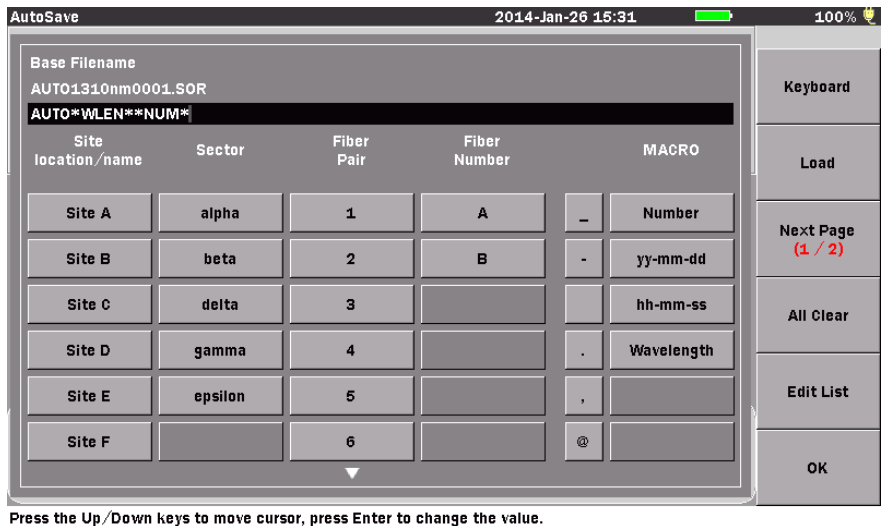 AutoSave 2014-Jan-26 15:31 100%
Base Filename
AUTO1310nm0001.SOR
AUTO*WLEN**NUM*
Site location/name Sector Fiber Pair Fiber Number MACRO
Site A alpha 1 A _ Number
Site B beta 2 B - yy-mm-dd
Site C delta 3 hh-mm-ss
Site D gamma 4 . Wavelength
Site E epsilon 5 ,
Site F 6 @
Keyboard
Load
Next Page
(1 / 2)
All Clear
Edit List
OK
Press the Up/Down keys to move cursor, press Enter to change the value.